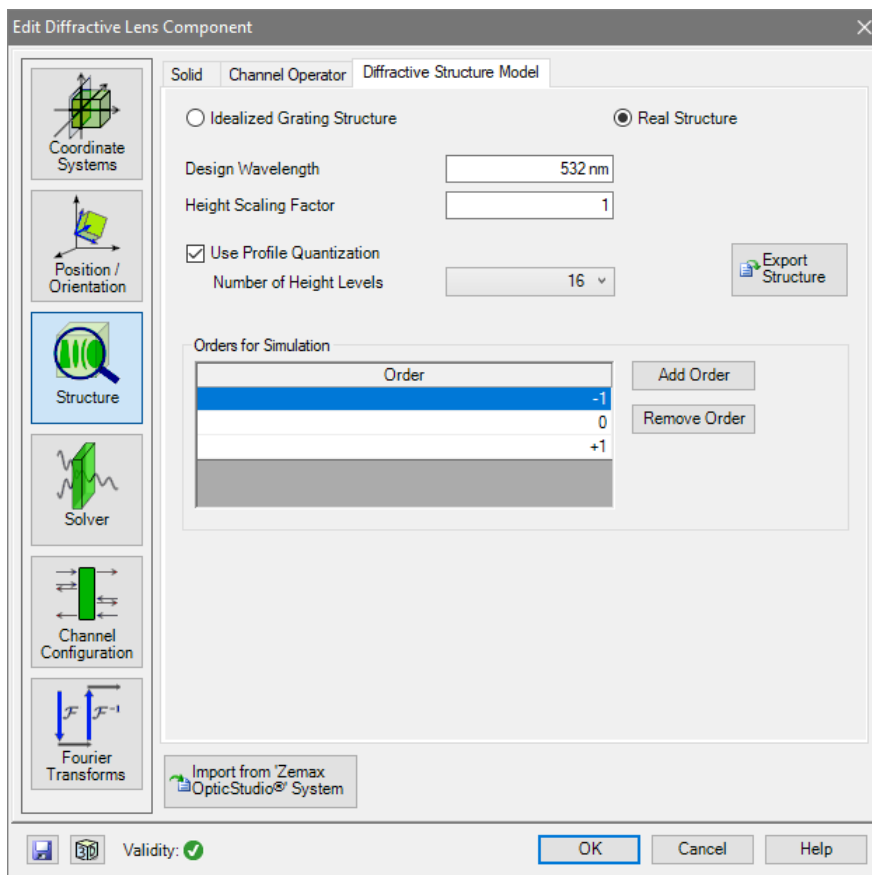 Edit Diffractive Lens Component
Coordinate
Systems
Position /
Orientation
Structure
Solver
Channel
Configuration
ℱ ℱ⁻¹
Fourier
Transforms
Solid Channel Operator Diffractive Structure Model
Idealized Grating Structure Real Structure
Design Wavelength 532 nm
Height Scaling Factor 1
Use Profile Quantization
Number of Height Levels 16
Export
Structure
Orders for Simulation
Order
-1
0
+1
Add Order
Remove Order
Import from 'Zemax
OpticStudio®' System
3D
Validity:
OK Cancel Help